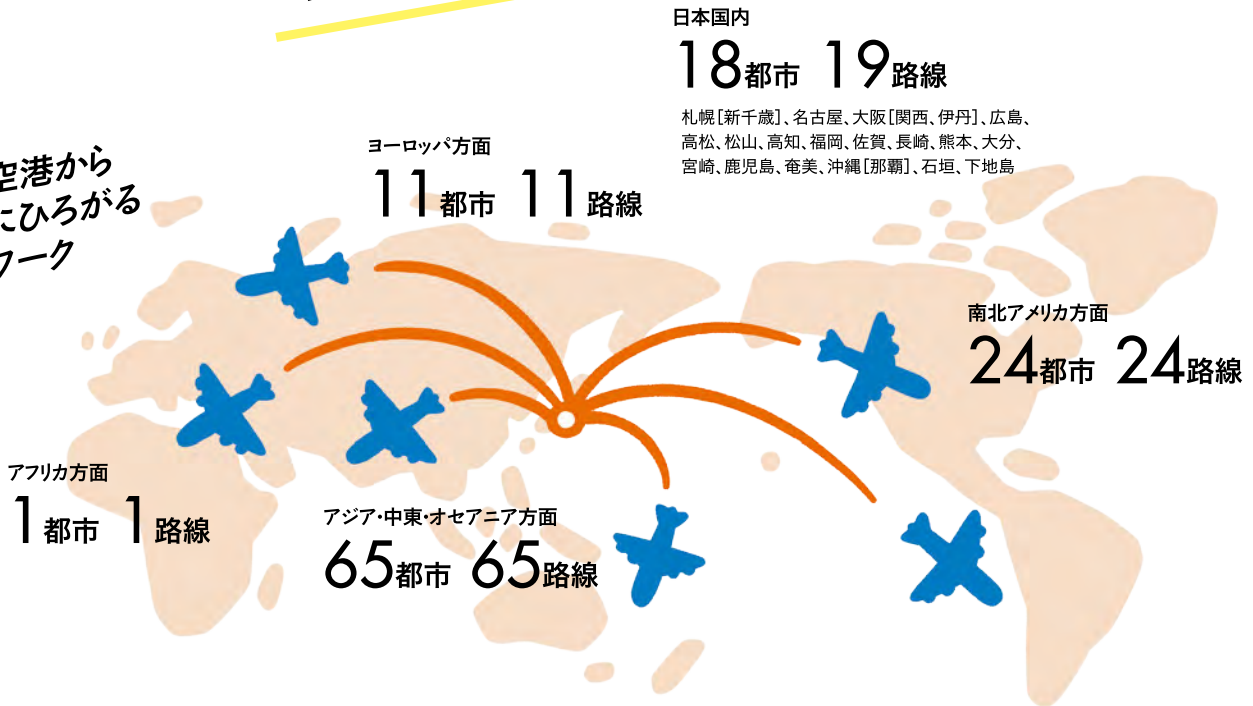 日本国内
18都市 19路線
札幌[新千歳]、名古屋、大阪[関西、伊丹]、広島、
高松、松山、高知、福岡、佐賀、長崎、熊本、大分、
宮崎、鹿児島、奄美、沖縄[那覇]、石垣、下地島
ヨーロッパ方面
11都市 11路線
空港から
にひろがる
ワーク
南北アメリカ方面
24都市 24路線
アフリカ方面
1都市 1路線
アジア・中東・オセアニア方面
65都市 65路線